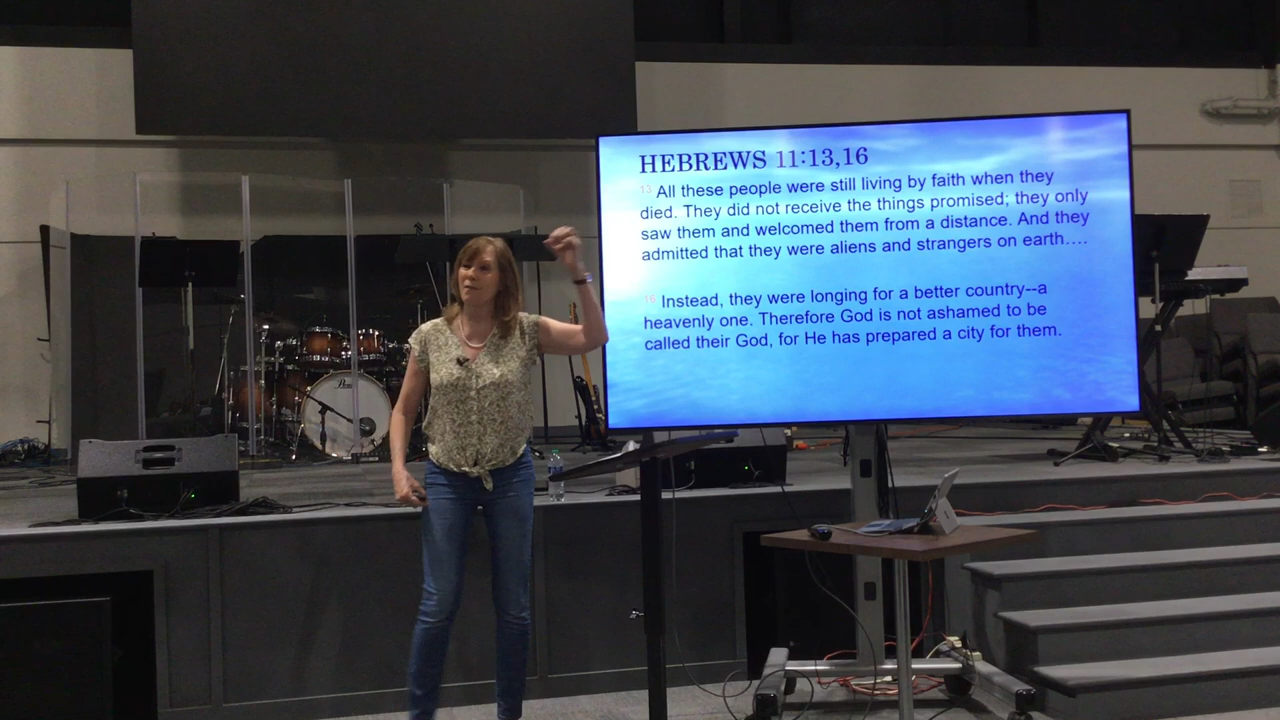 HEBREWS 11:13,16
13 All these people were still living by faith when they
died. They did not receive the things promised; they only
saw them and welcomed them from a distance. And they
admitted that they were aliens and strangers on earth....
16 Instead, they were longing for a better country--a
heavenly one. Therefore God is not ashamed to be
called their God, for He has prepared a city for them.
Pearl